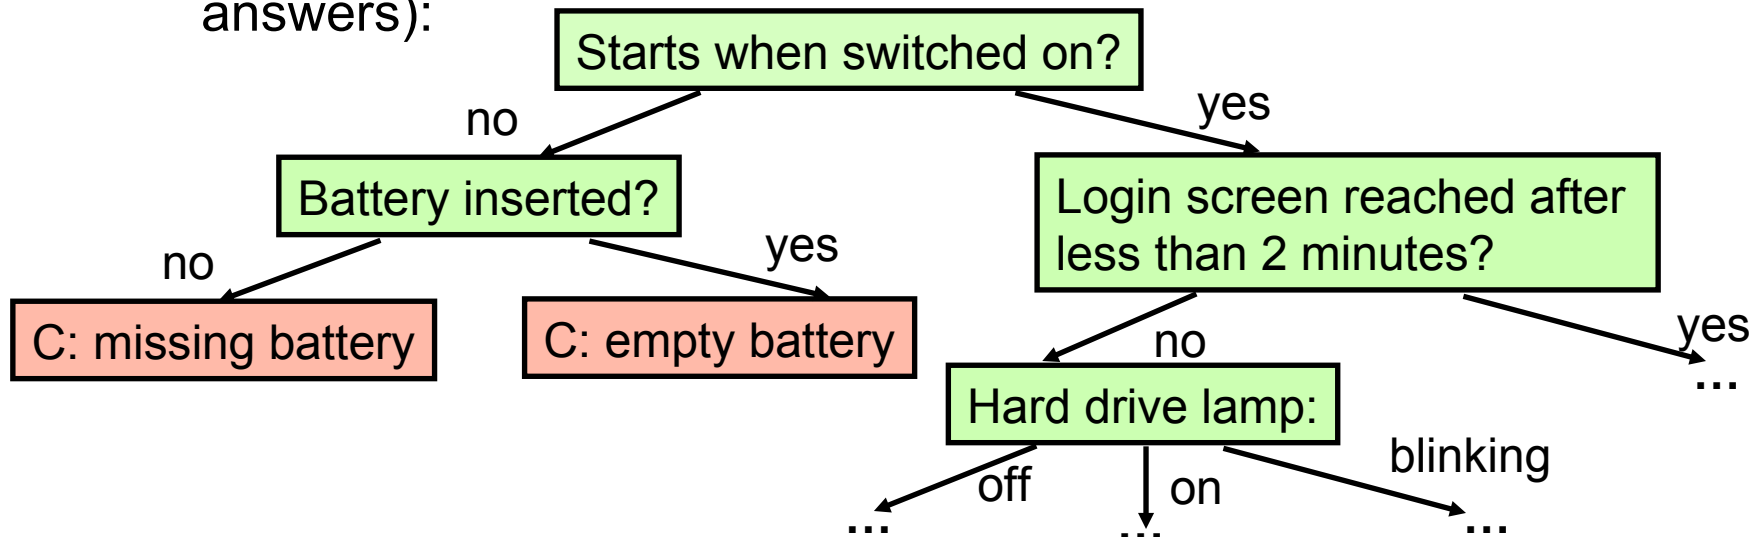 answers):
Starts when switched on?
no
yes
Battery inserted?
Login screen reached after
less than 2 minutes?
no
yes
C: missing battery
C: empty battery
no
yes
...
Hard drive lamp:
off
on
blinking
...
...
...